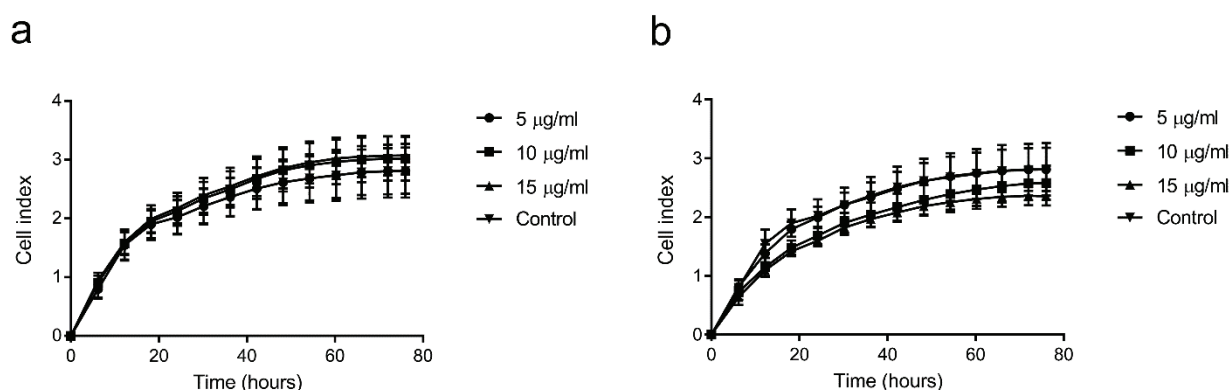 a
Cell index
4
3
2
1
0
0 20 40 60 80
Time (hours)
5 μg/ml
10 μg/ml
15 μg/ml
Control
b
Cell index
4
3
2
1
0
0 20 40 60 80
Time (hours)
5 μg/ml
10 μg/ml
15 μg/ml
Control